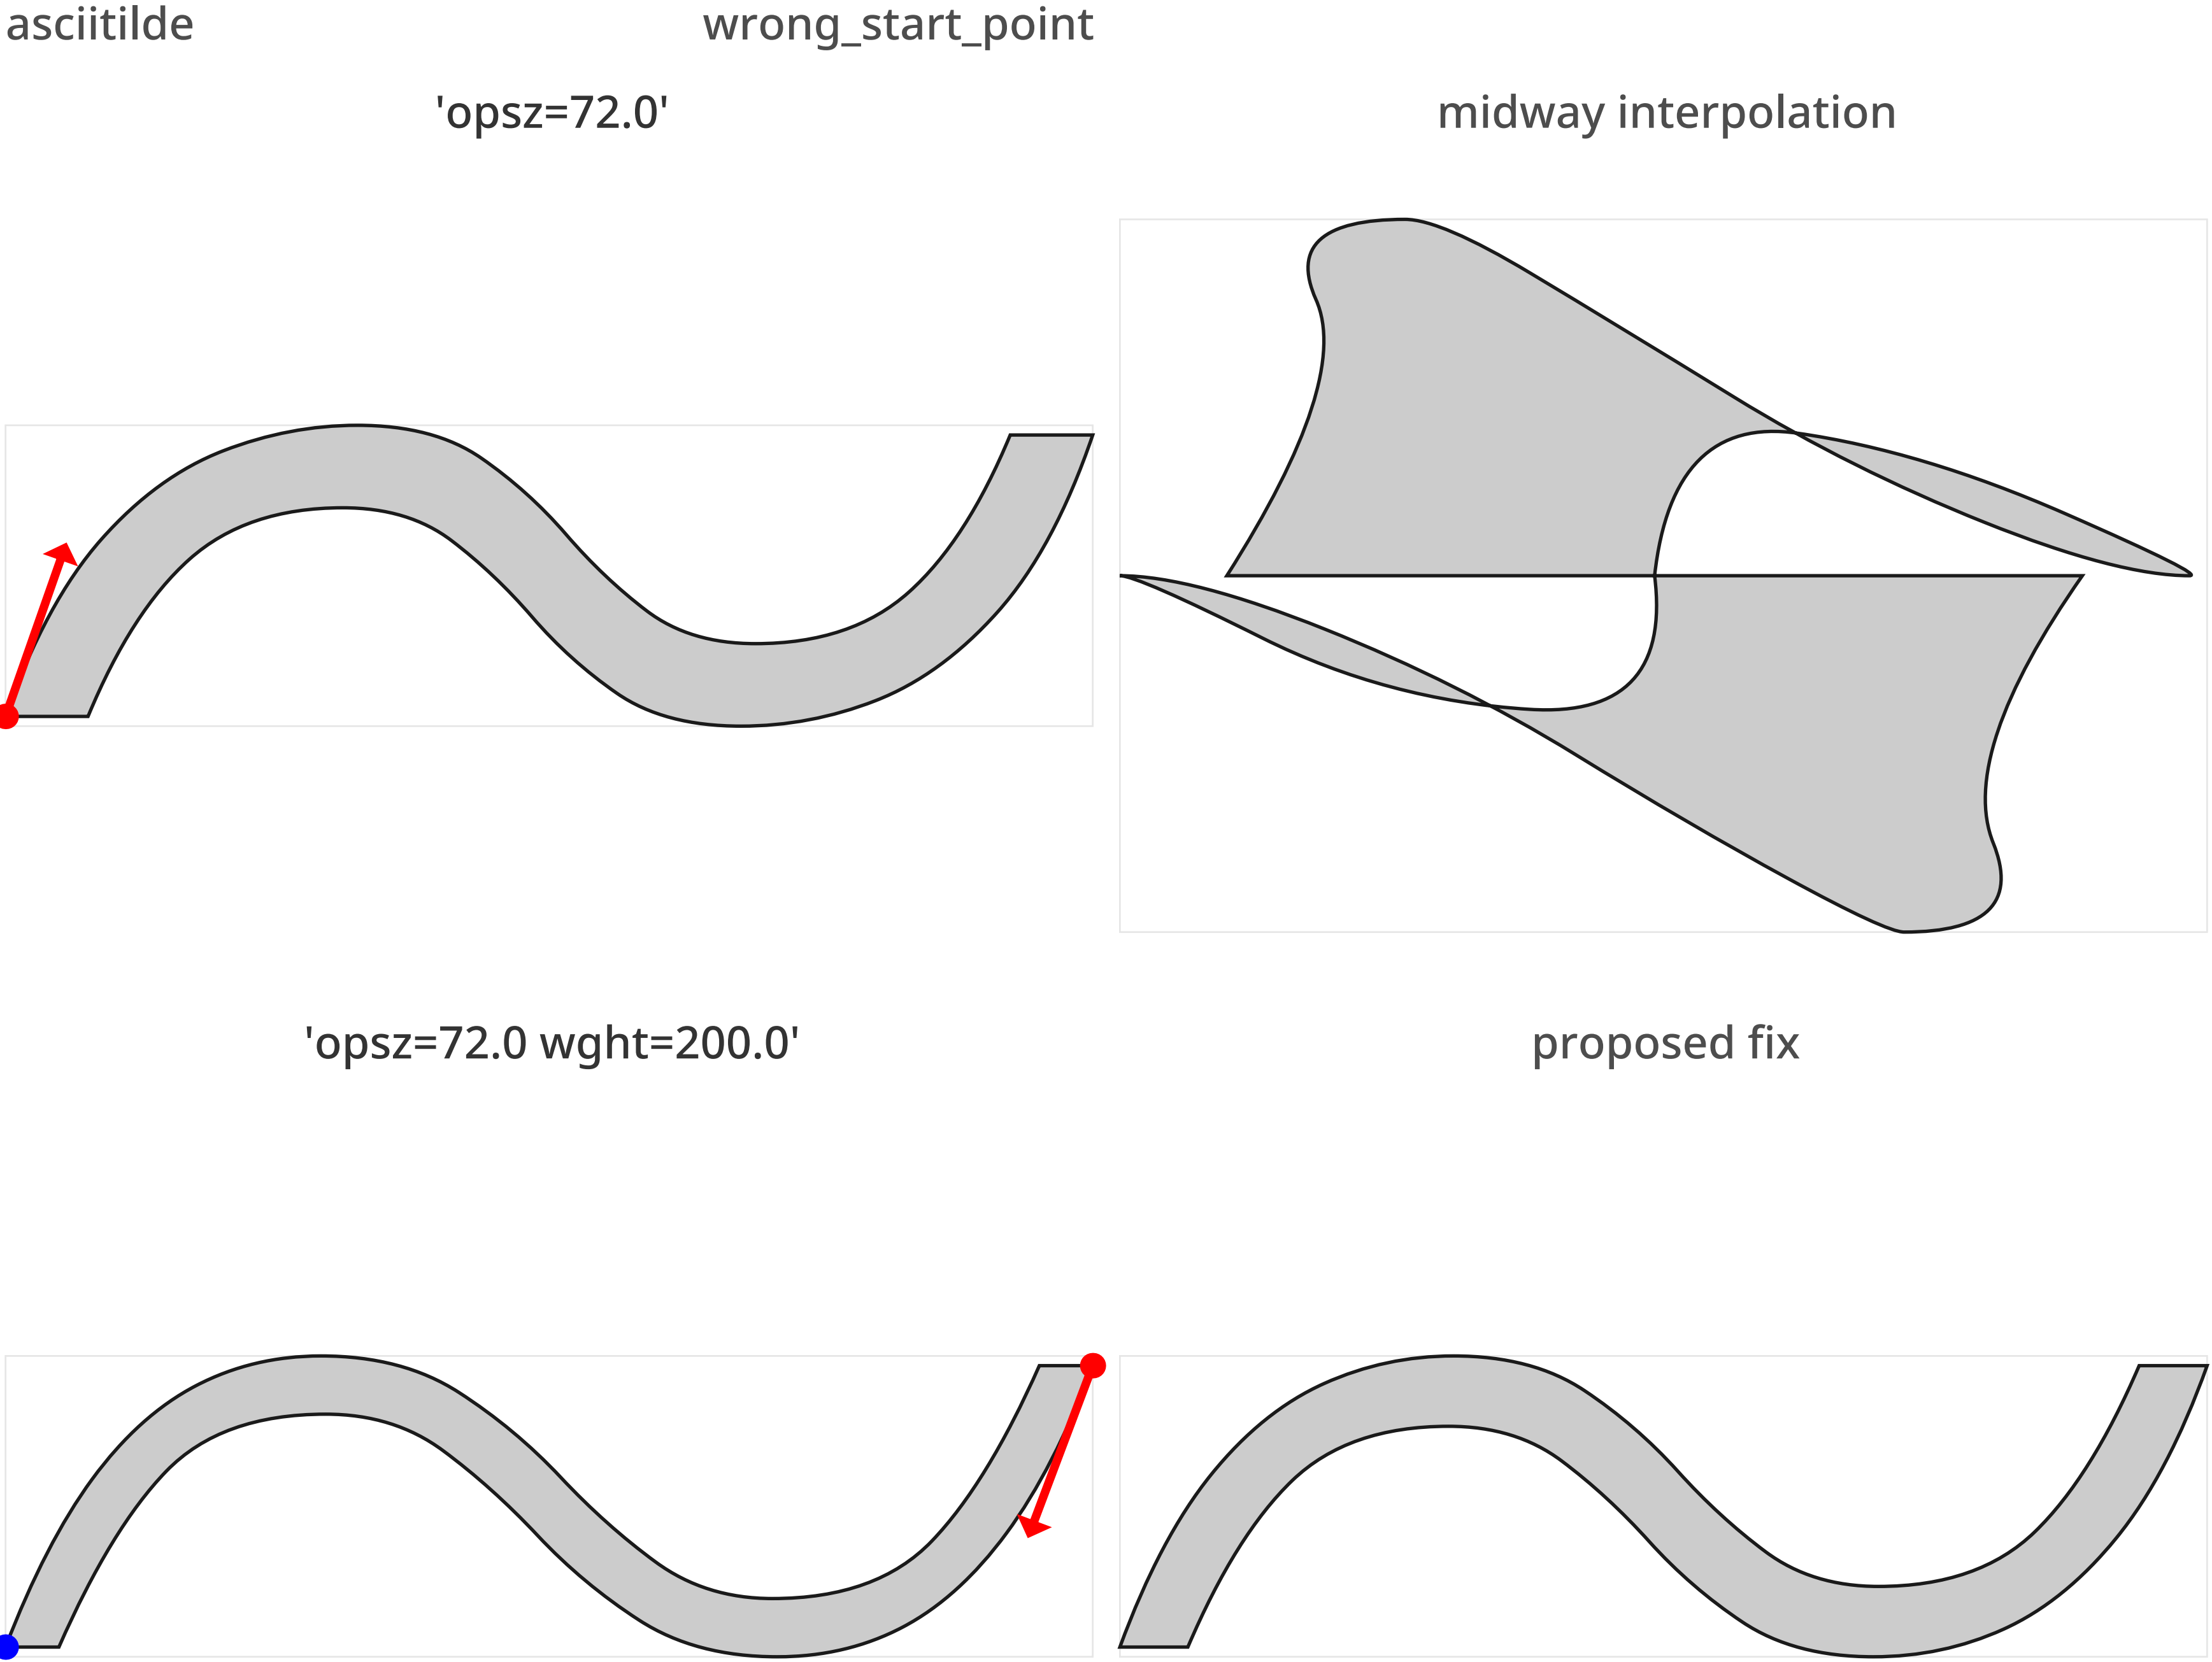 asciitilde
wrong_start_point
'opsz=72.0'
midway interpolation
'opsz=72.0 wght=200.0'
proposed fix